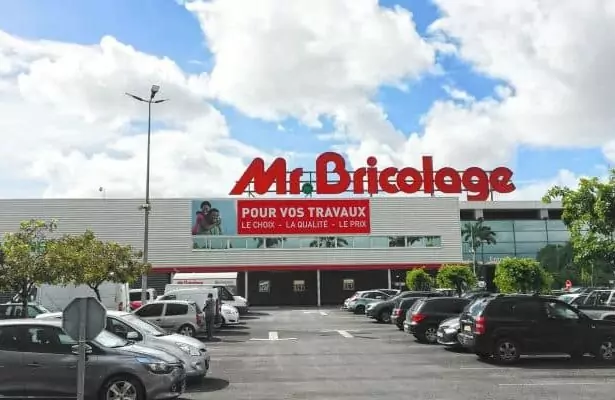 Mr.Bricolage
POUR VOS TRAVAUX
LE CHOIX - LA QUALITÉ - LE PRIX